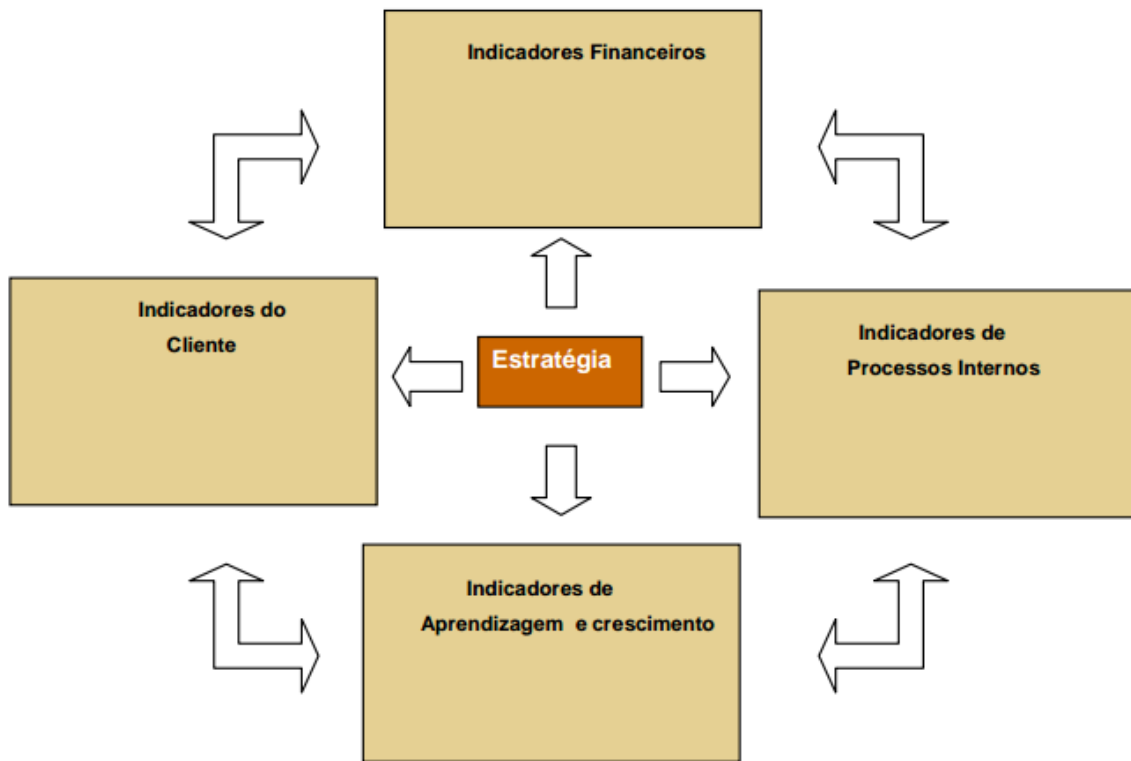 Indicadores Financeiros
Indicadores do
Cliente
Estratégia
Indicadores de
Processos Internos
Indicadores de
Aprendizagem e crescimento